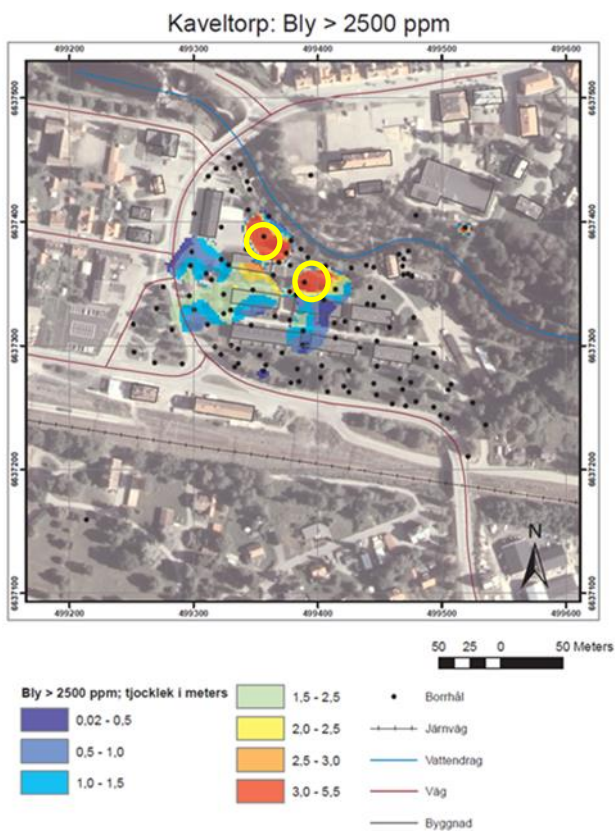 Kaveltorp: Bly > 2500 ppm
499200 499300 499400 499500 499600
6637500 6637500
6637400 6637400
6637300 6637300
6637200 6637200
6637100 6637100
N
499200 499300 499400 499500 499600
50 25 0 50 Meters
Bly > 2500 ppm; tjocklek i meters
0,02 - 0,5
0,5 - 1,0
1,0 - 1,5
1,5 - 2,5
2,0 - 2,5
2,5 - 3,0
3,0 - 5,5
Borrhål
Järnväg
Vattendrag
Väg
Byggnad